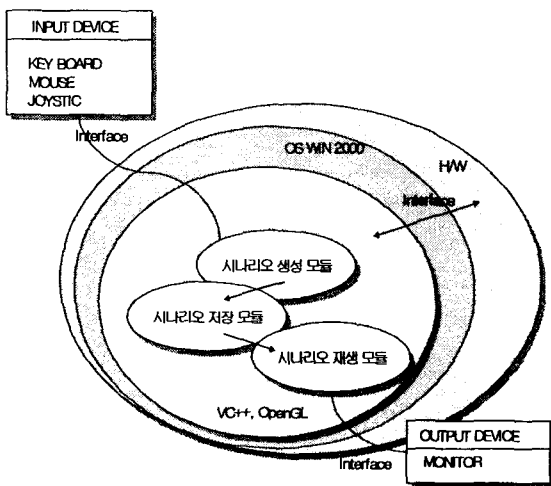 INPUT DEVICE
KEY BOARD
MOUSE
JOYSTIC
Interface
OS WIN 2000
H/W
Interface
시나리오 생성 모듈
시나리오 저장 모듈
시나리오 재생 모듈
VC++, OpenGL
OUTPUT DEVICE
MONITOR
Interface